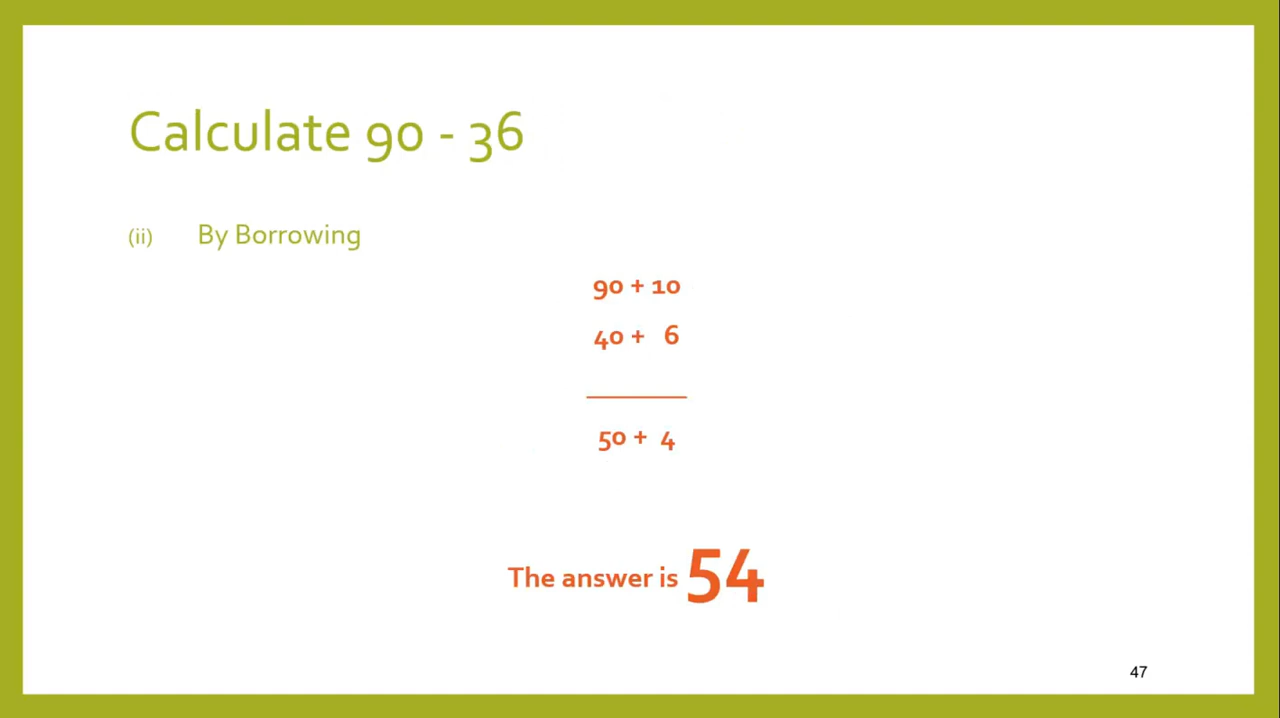 Calculate 90 - 36
(ii) By Borrowing
90 + 10
40 + 6
50 + 4
The answer is 54
47